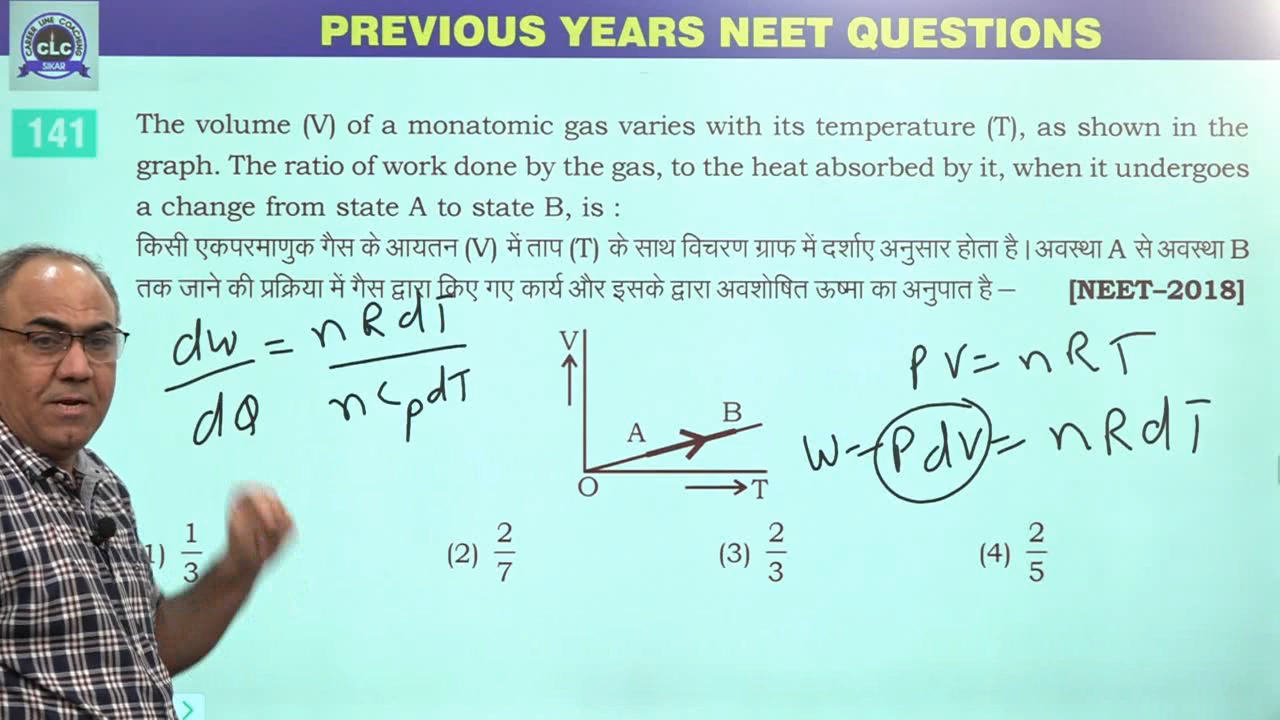 PREVIOUS YEARS NEET QUESTIONS
CAREER LINE COACHING
CLC
SIKAR
141
The volume (V) of a monatomic gas varies with its temperature (T), as shown in the
graph. The ratio of work done by the gas, to the heat absorbed by it, when it undergoes
a change from state A to state B, is :
किसी एकपरमाणुक गैस के आयतन (V) में ताप (T) के साथ विचरण ग्राफ में दर्शाए अनुसार होता है। अवस्था A से अवस्था B
तक जाने की प्रक्रिया में गैस द्वारा किए गए कार्य और इसके द्वारा अवशोषित ऊष्मा का अनुपात है – [NEET–2018]
dw/dQ = nRdT/nCpdT
V
A
B
O
T
PV = nRT
W = PdV = nRdT
1) 1/3
(2) 2/7
(3) 2/3
(4) 2/5